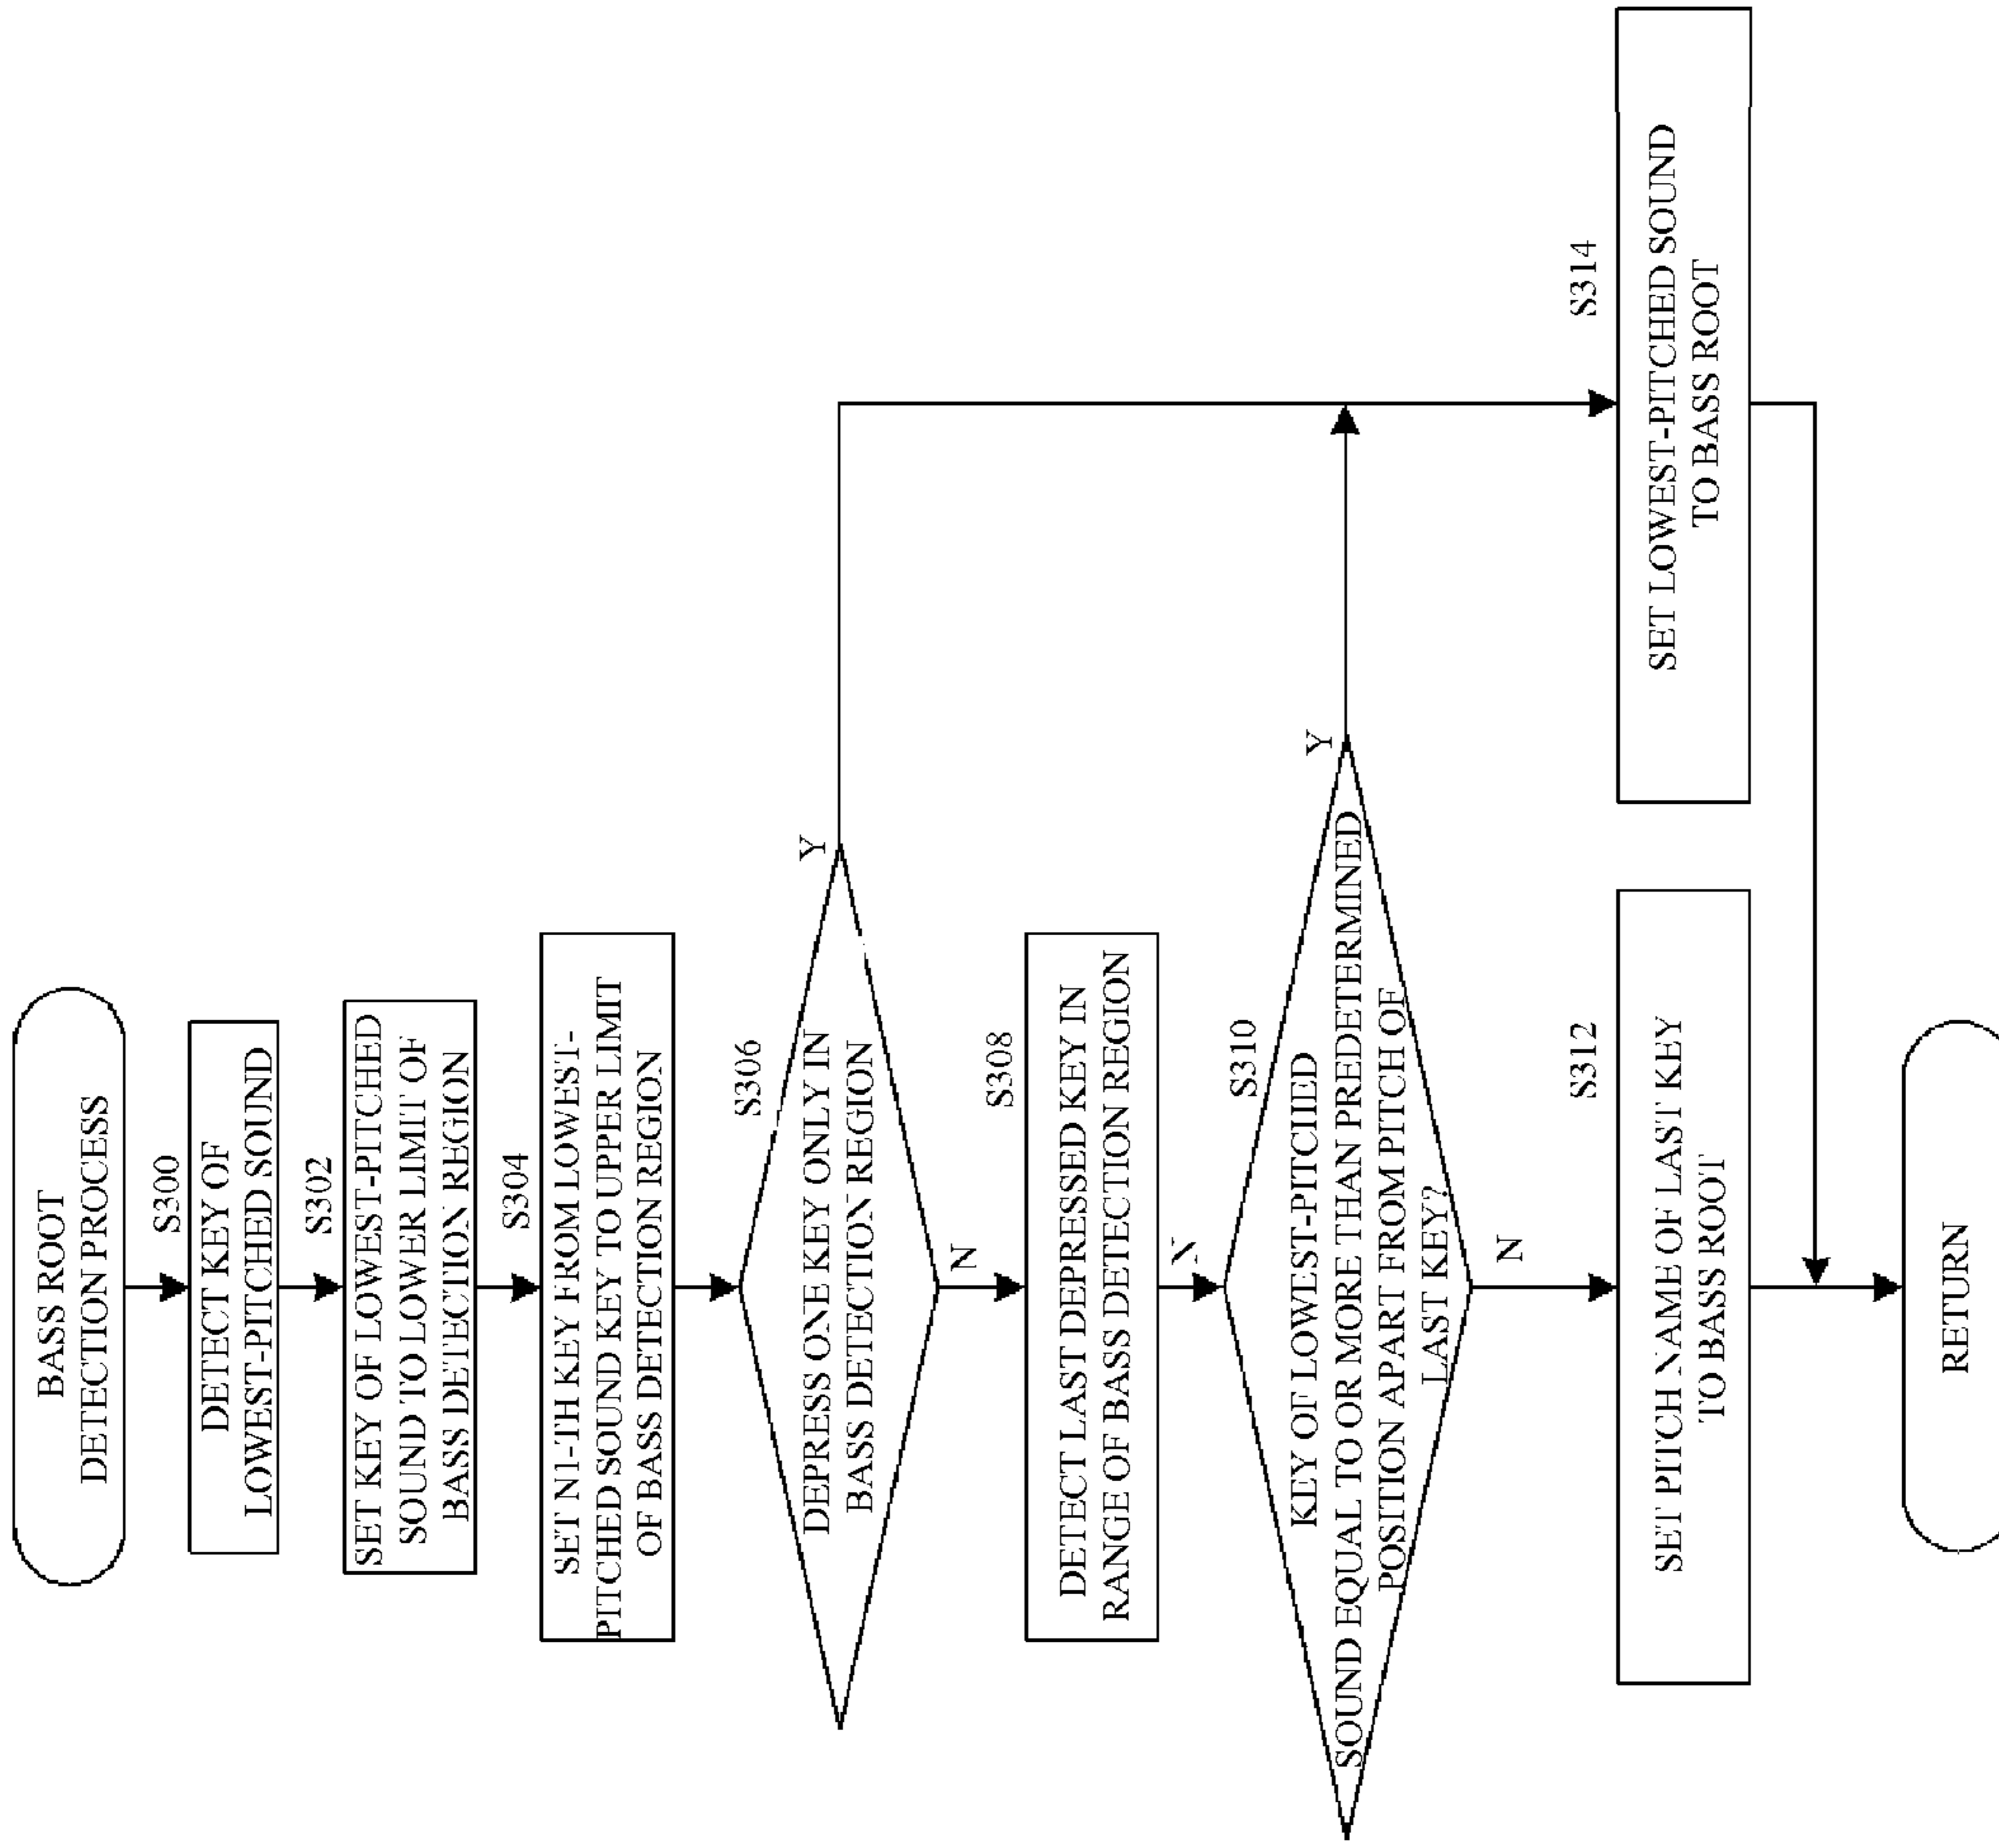 BASS ROOT
DETECTION PROCESS
S300
DETECT KEY OF
LOWEST-PITCHED SOUND
S302
SET KEY OF LOWEST-PITCHED
SOUND TO LOWER LIMIT OF
BASS DETECTION REGION
S304
SET N1-TH KEY FROM LOWEST-
PITCHED SOUND KEY TO UPPER LIMIT
OF BASS DETECTION REGION
S306
DEPRESS ONE KEY ONLY IN
BASS DETECTION REGION
Y
N
S308
DETECT LAST DEPRESSED KEY IN
RANGE OF BASS DETECTION REGION
N
S310
KEY OF LOWEST-PITCHED
SOUND EQUAL TO OR MORE THAN PREDETERMINED
POSITION APART FROM PITCH OF
LAST KEY?
Y
N
S312
SET PITCH NAME OF LAST KEY
TO BASS ROOT
S314
SET LOWEST-PITCHED SOUND
TO BASS ROOT
RETURN